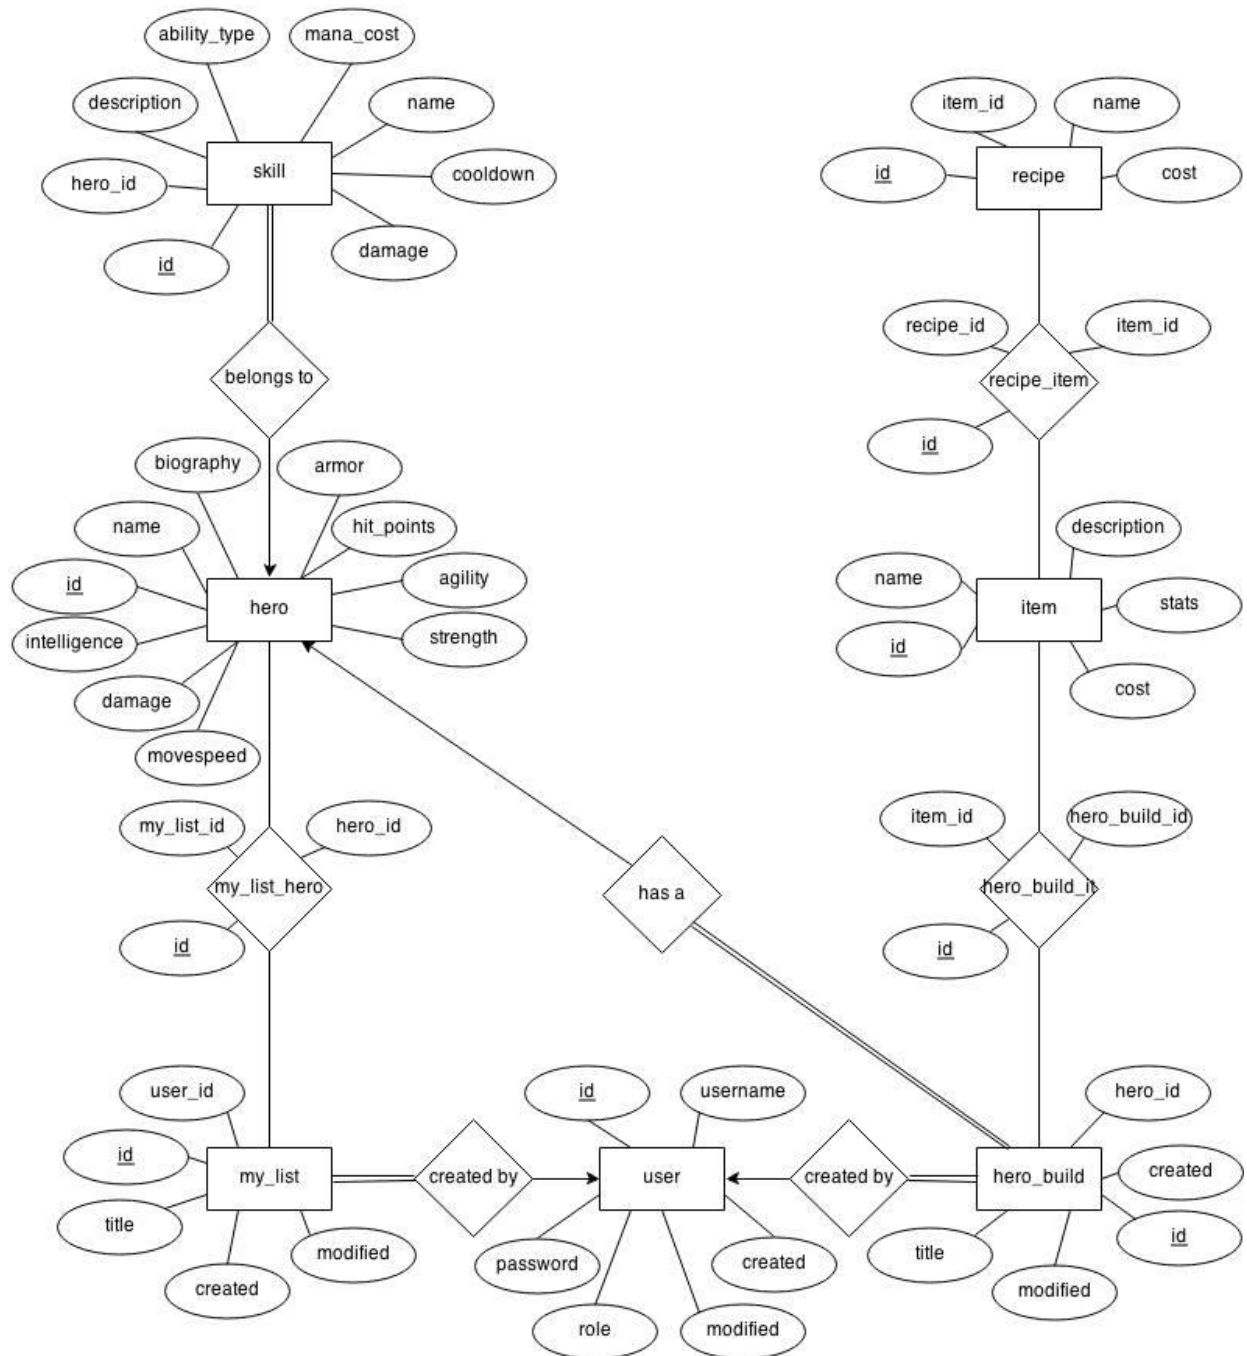 ability_type
mana_cost
description
name
skill
cooldown
hero_id
damage
id
item_id
name
id
recipe
cost
belongs to
recipe_id
item_id
recipe_item
id
biography
armor
name
hit_points
id
hero
agility
intelligence
strength
damage
movespeed
description
name
item
stats
id
cost
my_list_id
hero_id
my_list_hero
id
has a
item_id
hero_build_id
hero_build_it
id
user_id
id
my_list
title
modified
created
created by
id
username
user
password
created
role
modified
created by
hero_id
hero_build
created
id
title
modified